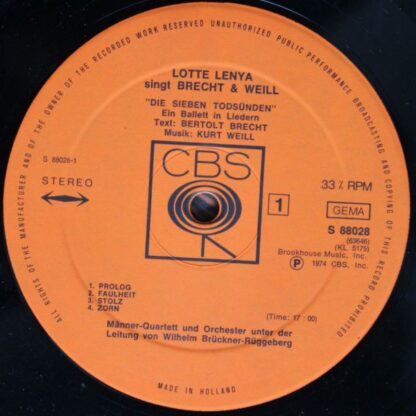 ALL RIGHTS OF THE MANUFACTURER AND OF THE OWNER OF THE RECORDED WORK RESERVED UNAUTHORIZED PUBLIC PERFORMANCE BROADCASTING AND COPYING OF THIS RECORD PROHIBITED
LOTTE LENYA
singt BRECHT & WEILL
"DIE SIEBEN TODSÜNDEN"
Ein Ballett in Liedern
Text: BERTOLT BRECHT
Musik: KURT WEILL
S 88028-1
STEREO
CBS
33⅓ RPM
1
GEMA
S 88028
(63646)
(KL 5175)
Brookhouse Music, Inc.
Ⓟ 1974 CBS, Inc.
1. PROLOG
2. FAULHEIT
3. STOLZ
4. ZORN
(Time: 17:00)
Männer-Quartett und Orchester unter der
Leitung von Wilhelm Brückner-Rüggeberg
MADE IN HOLLAND